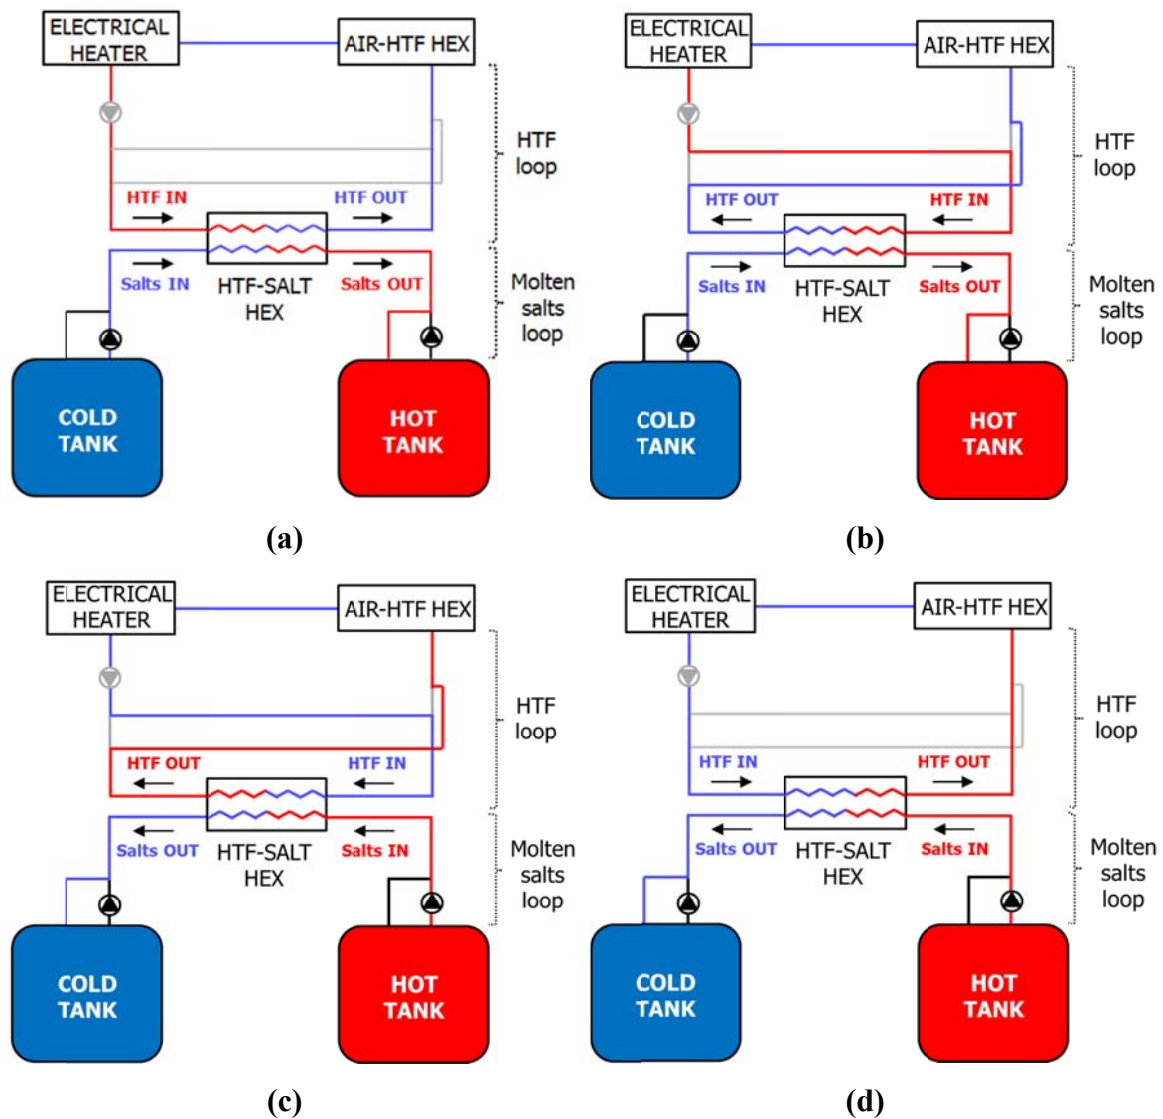 ELECTRICAL
HEATER
AIR-HTF HEX
HTF
loop
HTF IN
HTF OUT
Salts IN
HTF-SALT
HEX
Salts OUT
Molten
salts
loop
COLD
TANK
HOT
TANK
(a)
ELECTRICAL
HEATER
AIR-HTF HEX
HTF
loop
HTF OUT
HTF IN
Salts IN
HTF-SALT
HEX
Salts OUT
Molten
salts
loop
COLD
TANK
HOT
TANK
(b)
ELECTRICAL
HEATER
AIR-HTF HEX
HTF
loop
HTF OUT
HTF IN
Salts OUT
HTF-SALT
HEX
Salts IN
Molten
salts
loop
COLD
TANK
HOT
TANK
(c)
ELECTRICAL
HEATER
AIR-HTF HEX
HTF
loop
HTF IN
HTF OUT
Salts OUT
HTF-SALT
HEX
Salts IN
Molten
salts
loop
COLD
TANK
HOT
TANK
(d)